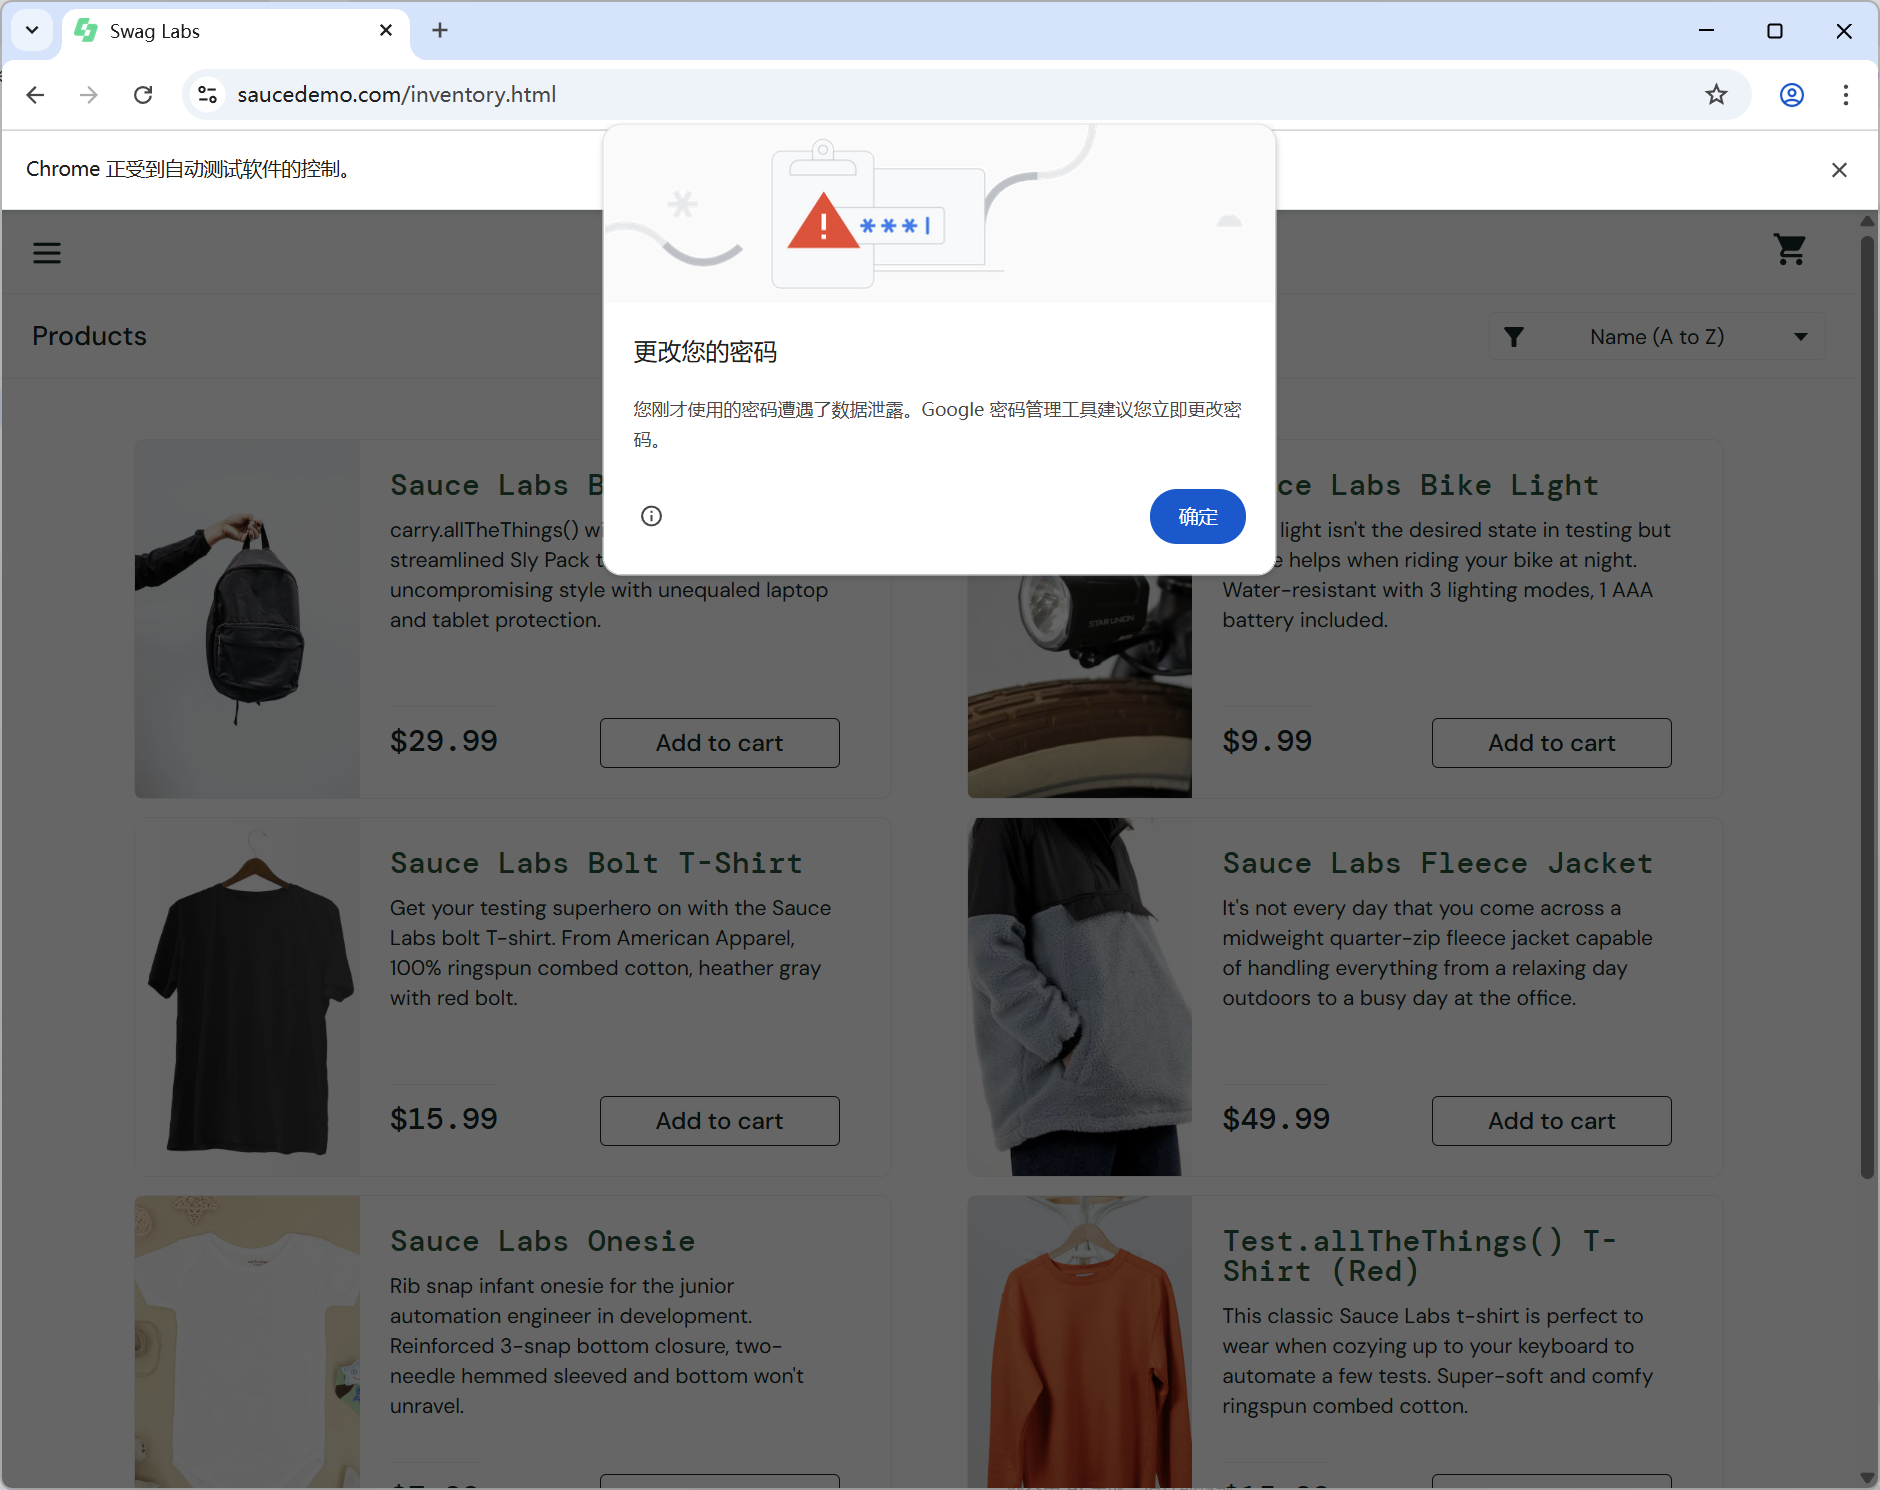 Swag Labs
saucedemo.com/inventory.html
Chrome 正受到自动测试软件的控制。
***|
更改您的密码
您刚才使用的密码遭遇了数据泄露。Google 密码管理工具建议您立即更改密
码。
确定
Products
Name (A to Z)
Sauce Labs
carry.allTheThings()
streamlined Sly Pack
uncompromising style with unequaled laptop
and tablet protection.
$29.99
Add to cart
Labs Bike Light
light isn't the desired state in testing but
helps when riding your bike at night.
Water-resistant with 3 lighting modes, 1 AAA
battery included.
STAR UNION
$9.99
Add to cart
Sauce Labs Bolt T-Shirt
Get your testing superhero on with the Sauce
Labs bolt T-shirt. From American Apparel,
100% ringspun combed cotton, heather gray
with red bolt.
$15.99
Add to cart
Sauce Labs Fleece Jacket
It's not every day that you come across a
midweight quarter-zip fleece jacket capable
of handling everything from a relaxing day
outdoors to a busy day at the office.
$49.99
Add to cart
Sauce Labs Onesie
Rib snap infant onesie for the junior
automation engineer in development.
Reinforced 3-snap bottom closure, two-
needle hemmed sleeved and bottom won't
unravel.
Test.allTheThings() T-
Shirt (Red)
This classic Sauce Labs t-shirt is perfect to
wear when cozying up to your keyboard to
automate a few tests. Super-soft and comfy
ringspun combed cotton.